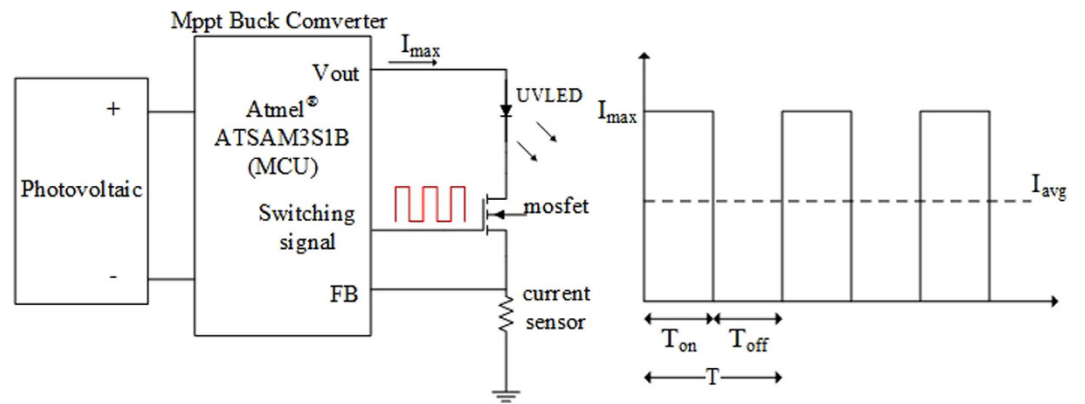 Mppt Buck Comverter
Photovaltaic
+
-
Vout
Atmel®
ATSAM3S1B
(MCU)
Switching
signal
FB
Imax
UVLED
mosfet
current
sensor
Imax
Iavg
Ton
Toff
T